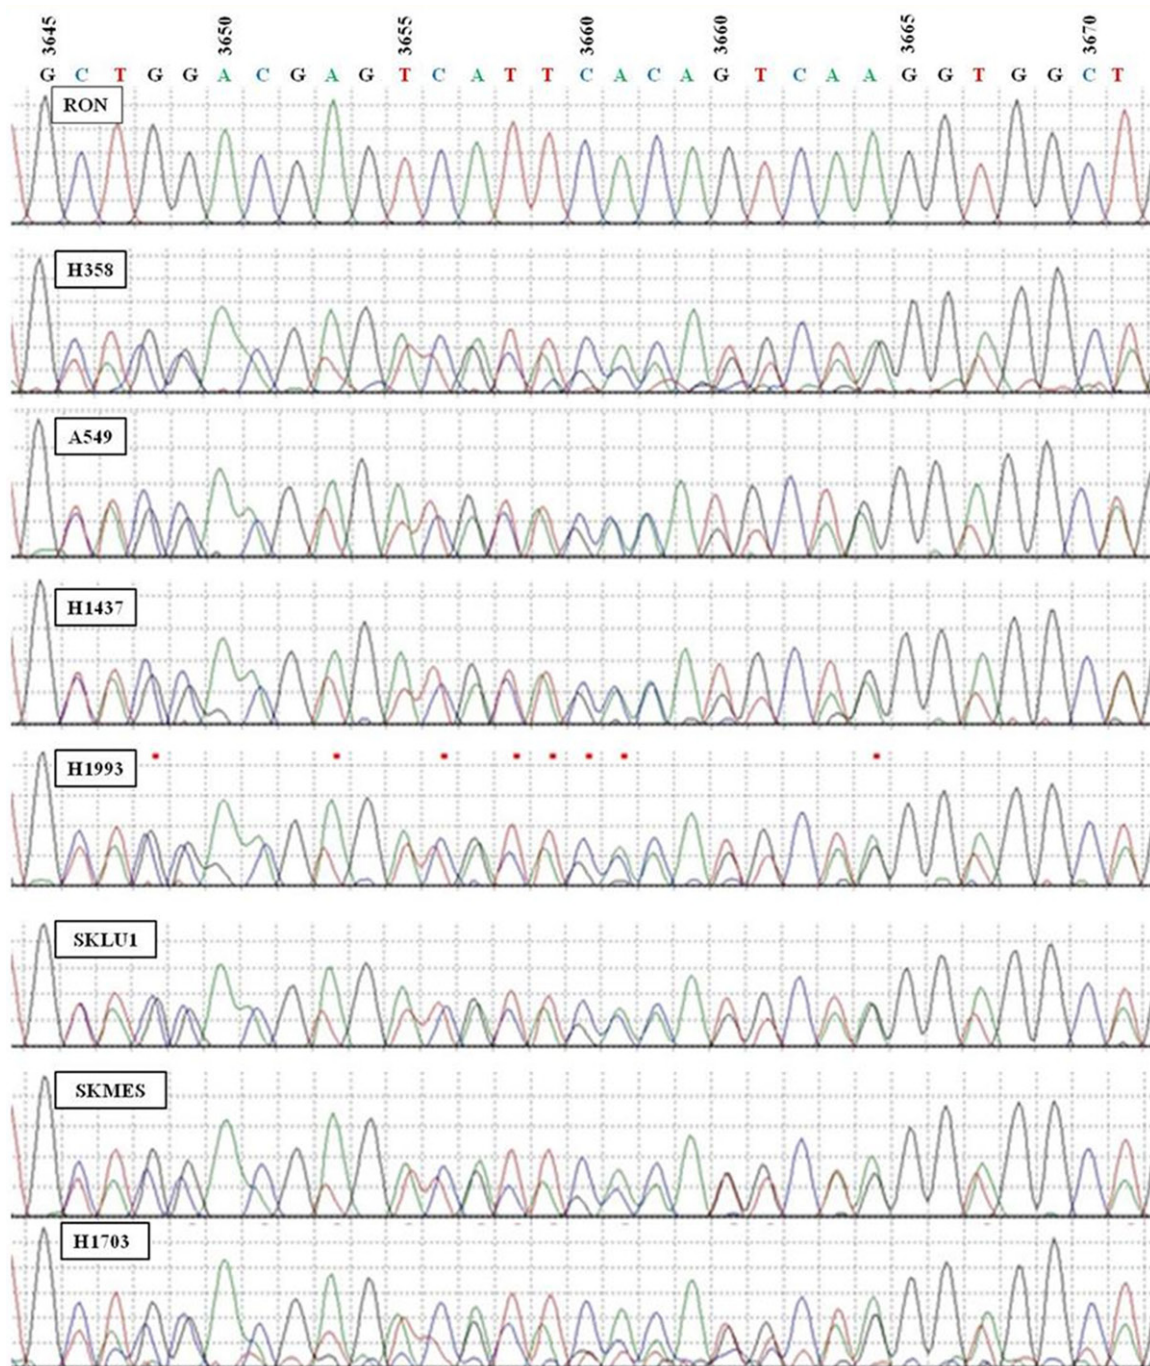 3645 3650 3655 3660 3660 3665 3670
G C T G G A C G A G T C A T T C A C A G T C A A G G T G G C T
RON
H358
A549
H1437
H1993
SKLU1
SKMES
H1703